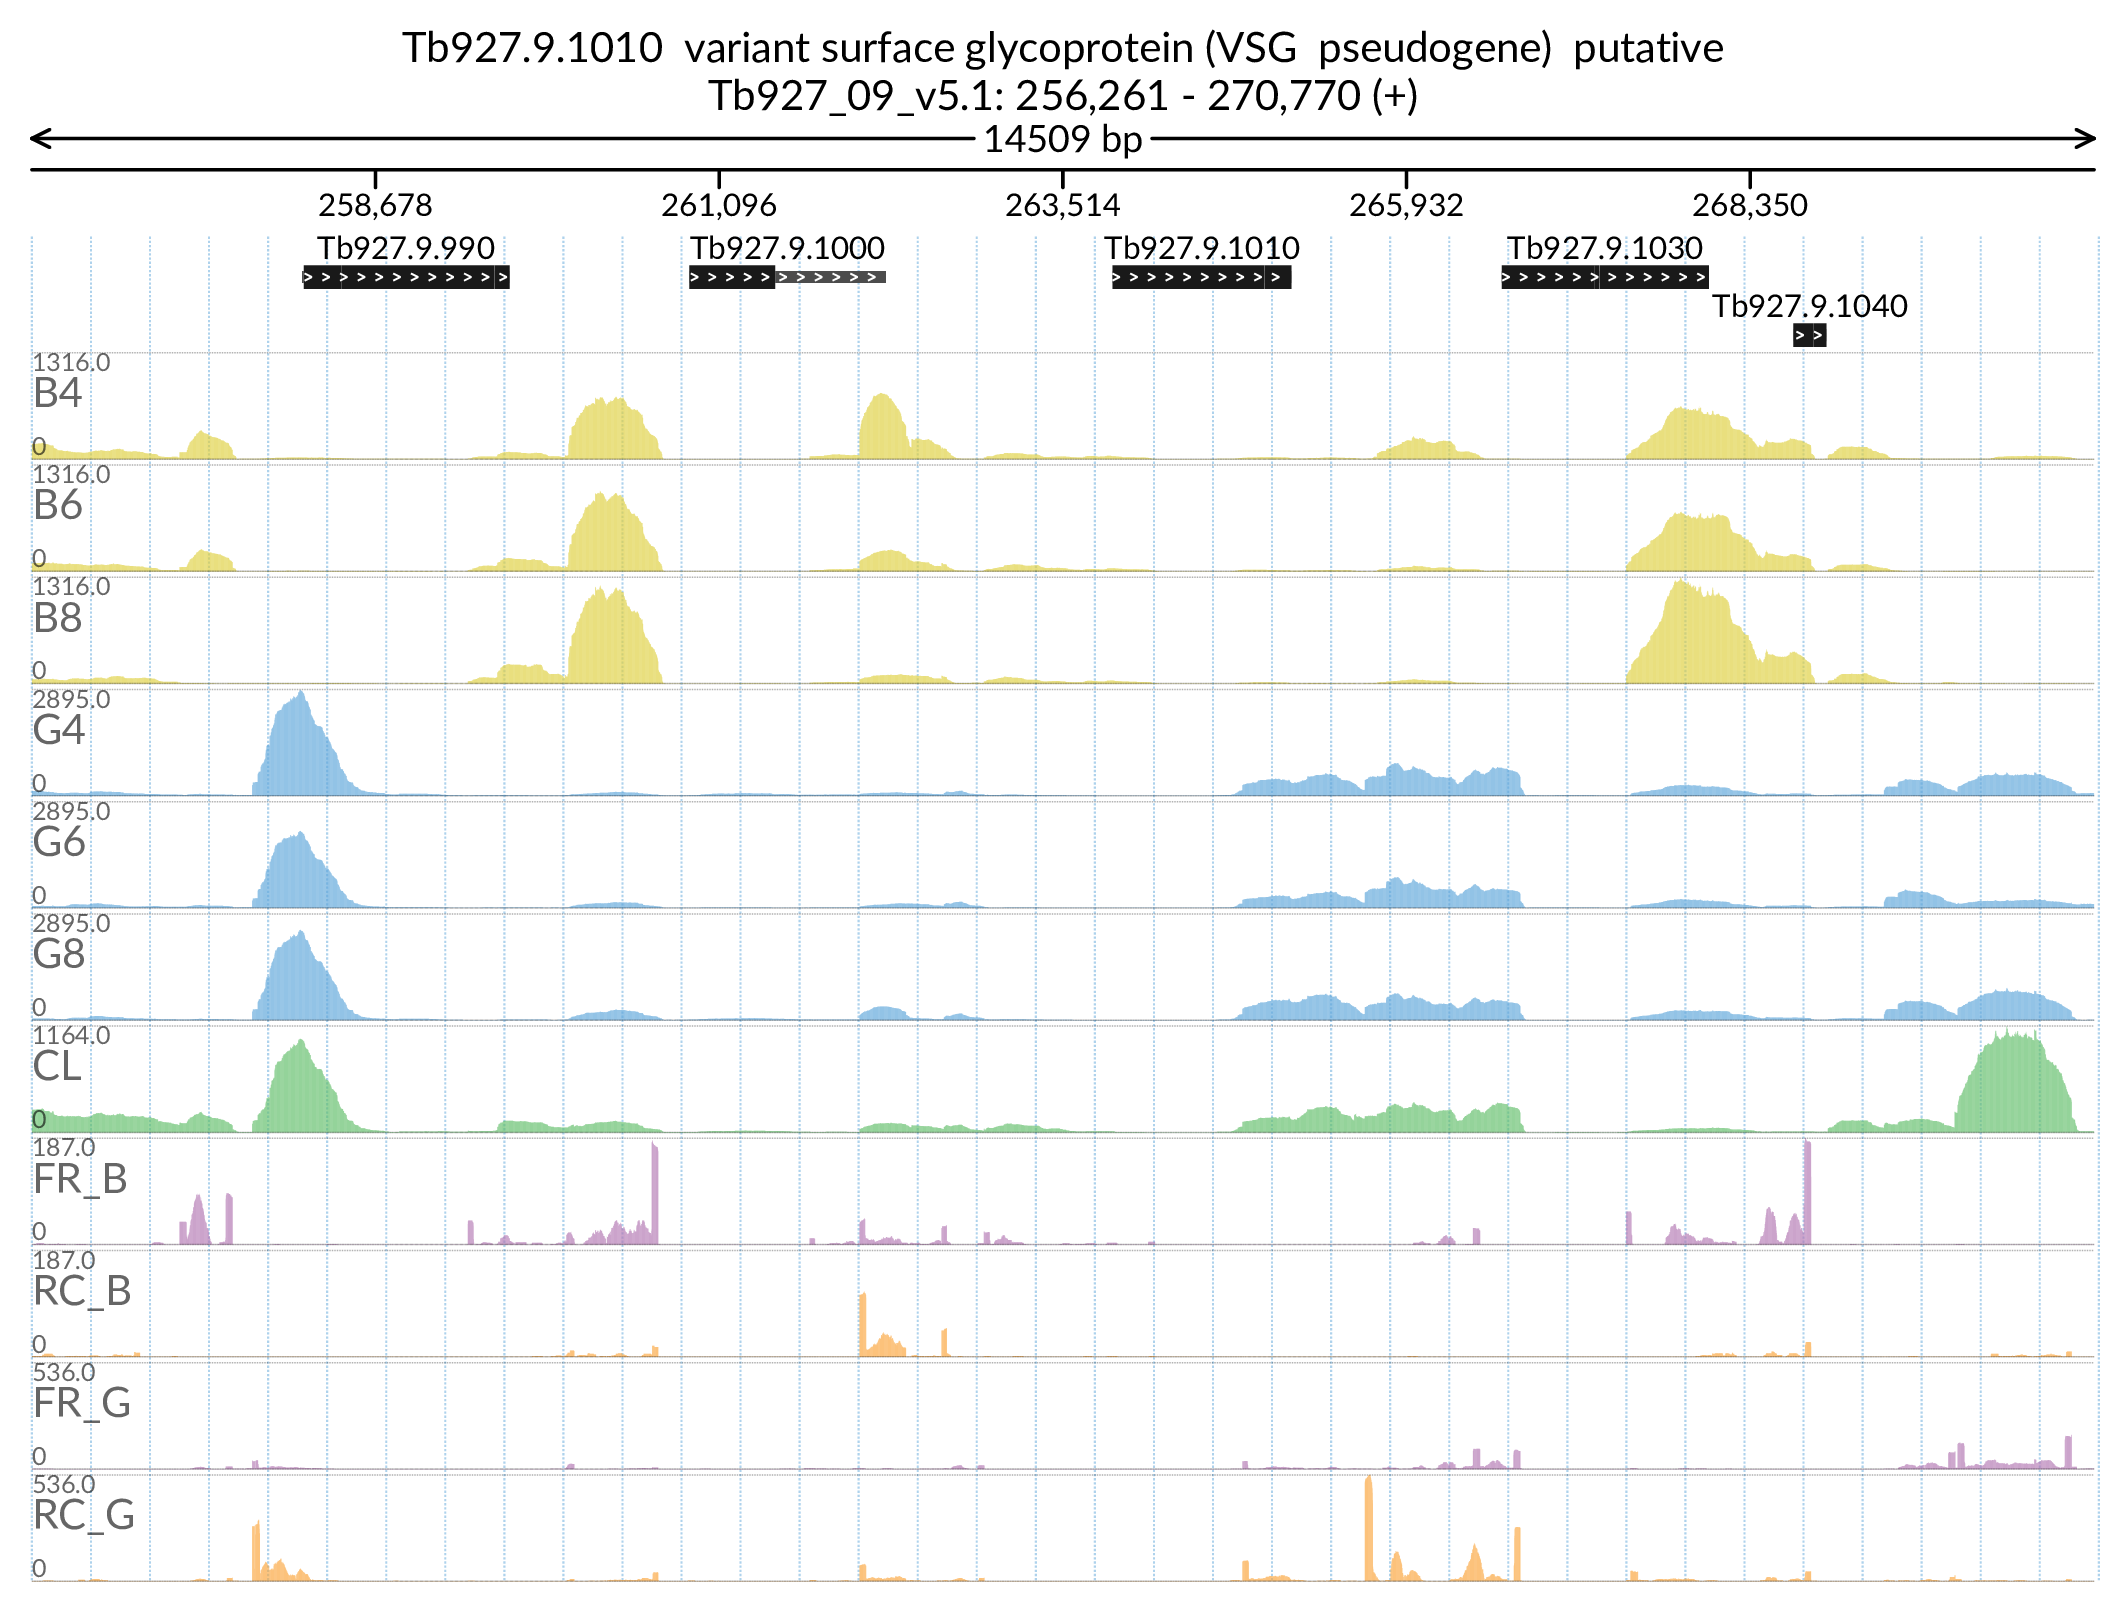 Tb927.9.1010 variant surface glycoprotein (VSG pseudogene) putative
Tb927_09_v5.1: 256,261 - 270,770 (+)
14509 bp
258,678 261,096 263,514 265,932 268,350
Tb927.9.990 Tb927.9.1000 Tb927.9.1010 Tb927.9.1030
Tb927.9.1040
1316.0
B4
0
1316.0
B6
0
1316.0
B8
0
2895.0
G4
0
2895.0
G6
0
2895.0
G8
0
1164.0
CL
0
187.0
FR_B
0
187.0
RC_B
0
536.0
FR_G
0
536.0
RC_G
0